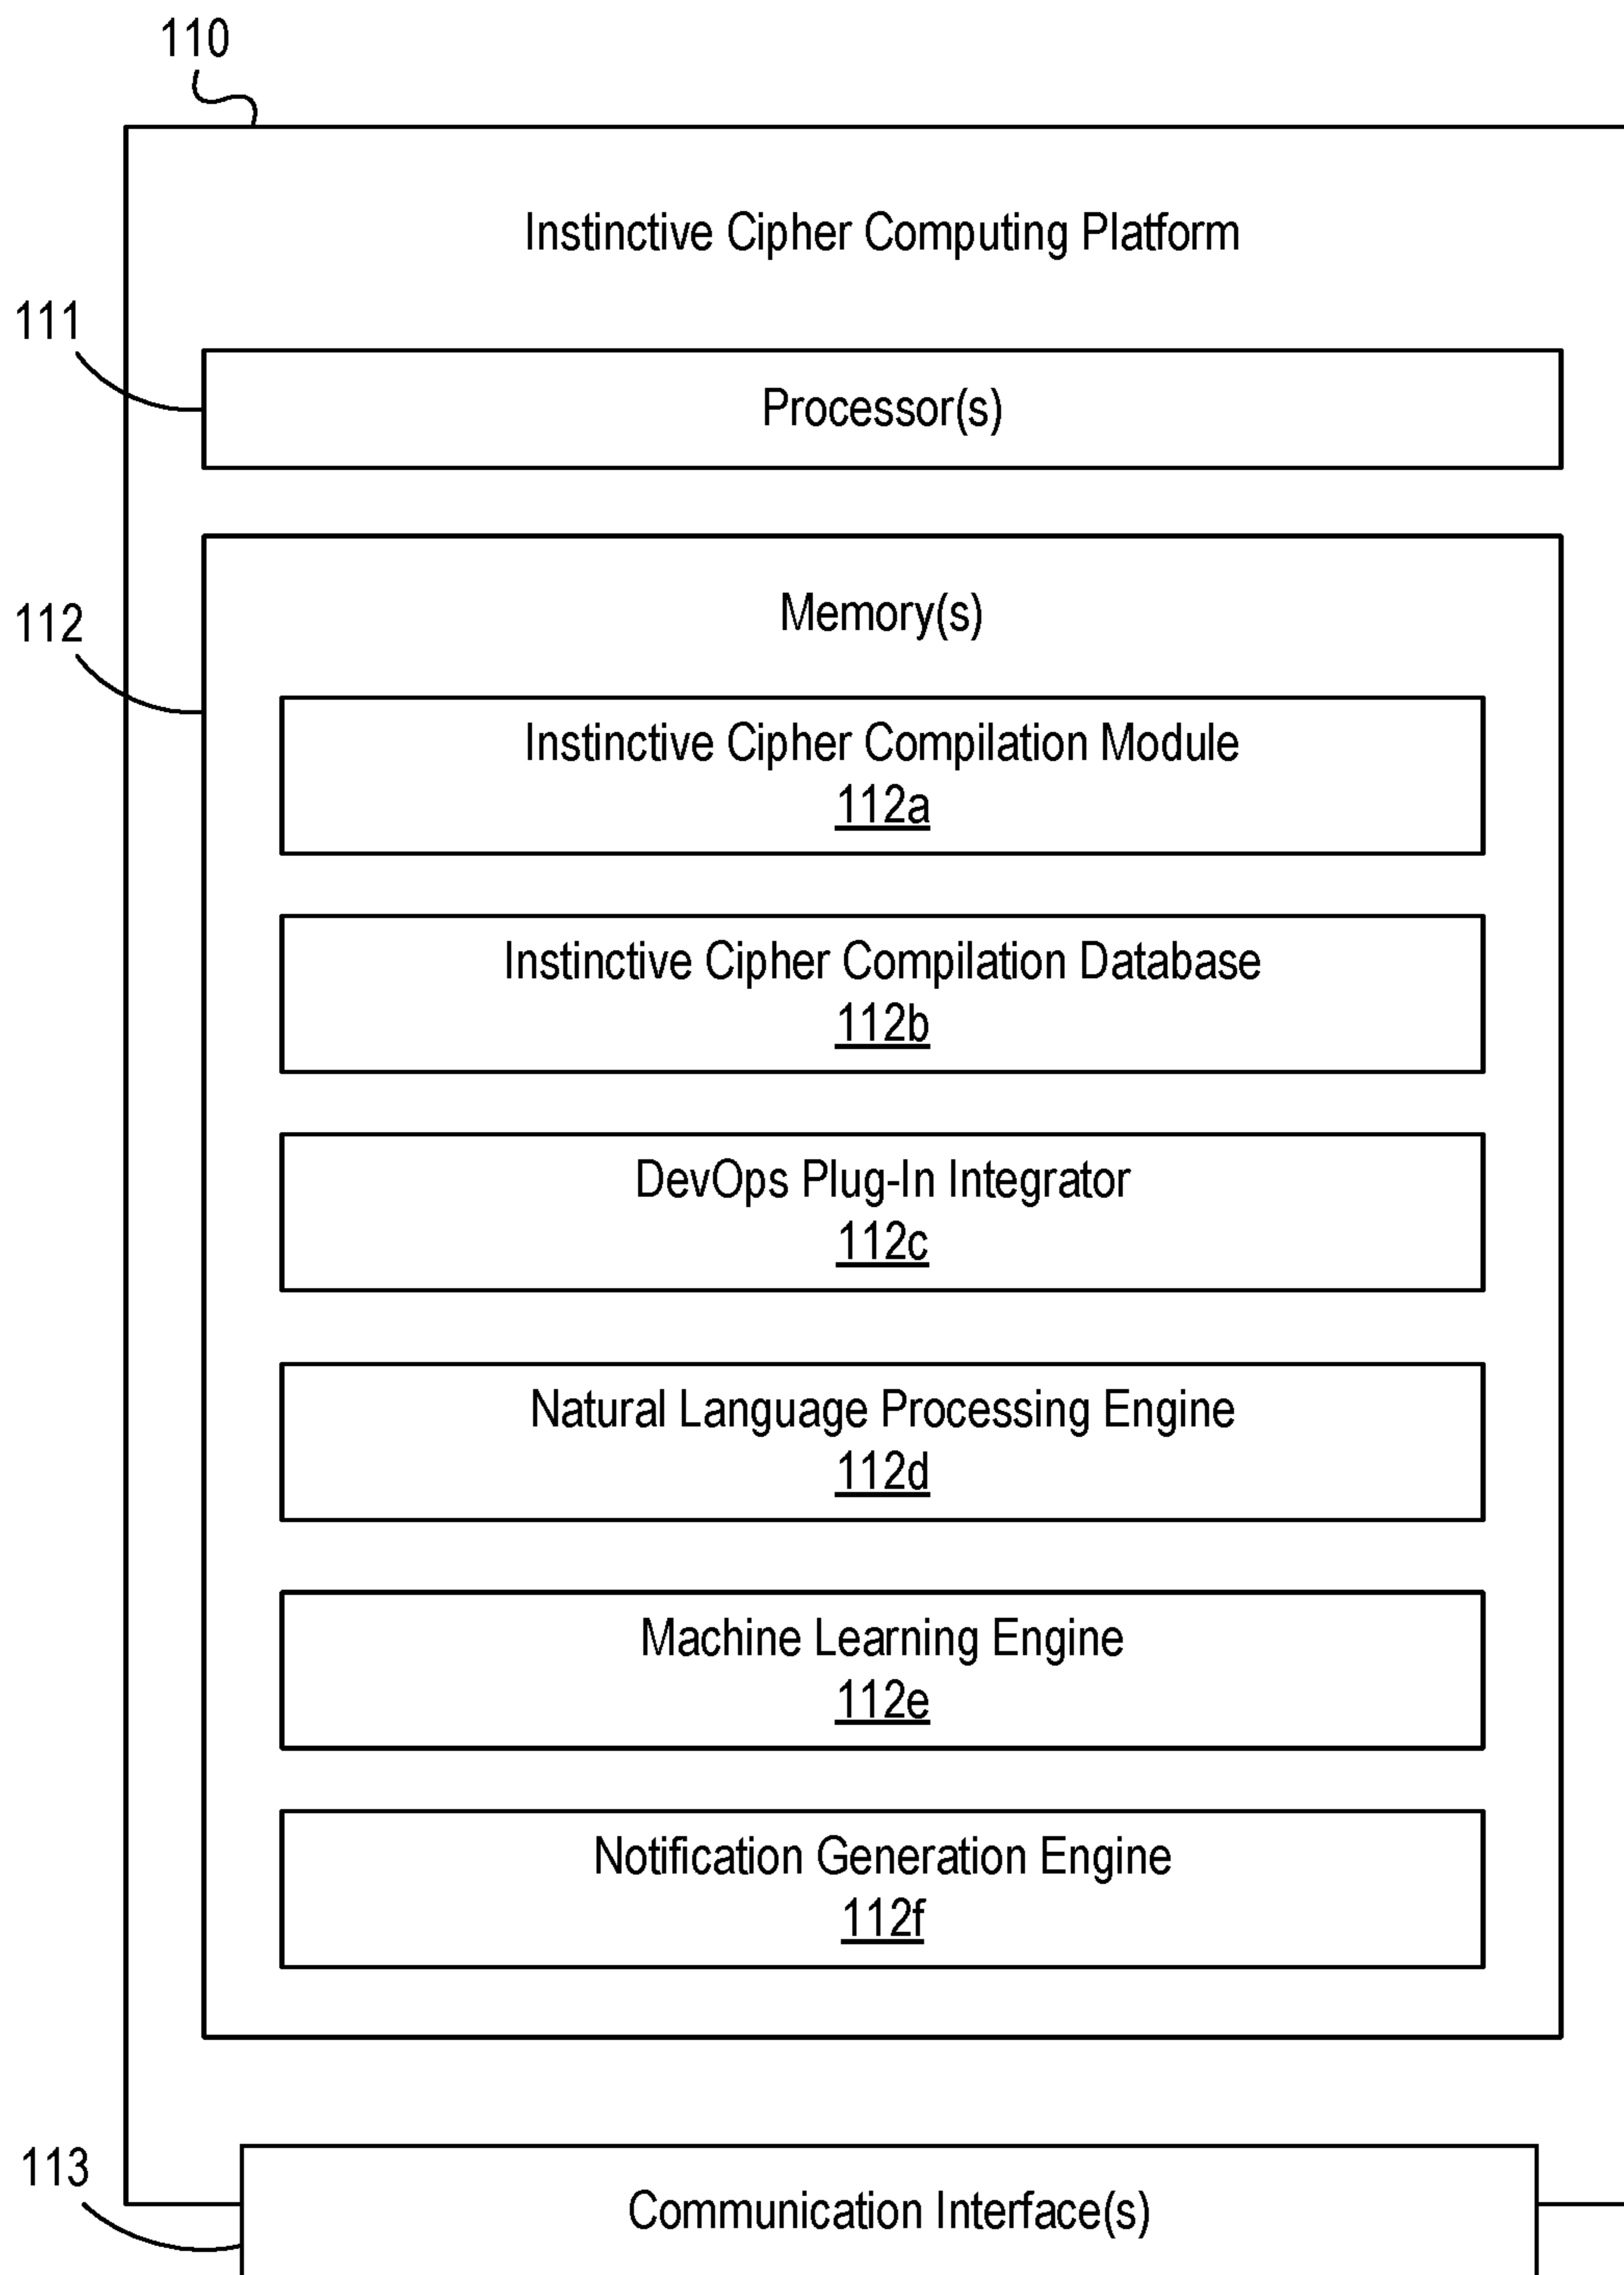 110
Instinctive Cipher Computing Platform
111
Processor(s)
112
Memory(s)
Instinctive Cipher Compilation Module
112a
Instinctive Cipher Compilation Database
112b
DevOps Plug-In Integrator
112c
Natural Language Processing Engine
112d
Machine Learning Engine
112e
Notification Generation Engine
112f
113
Communication Interface(s)